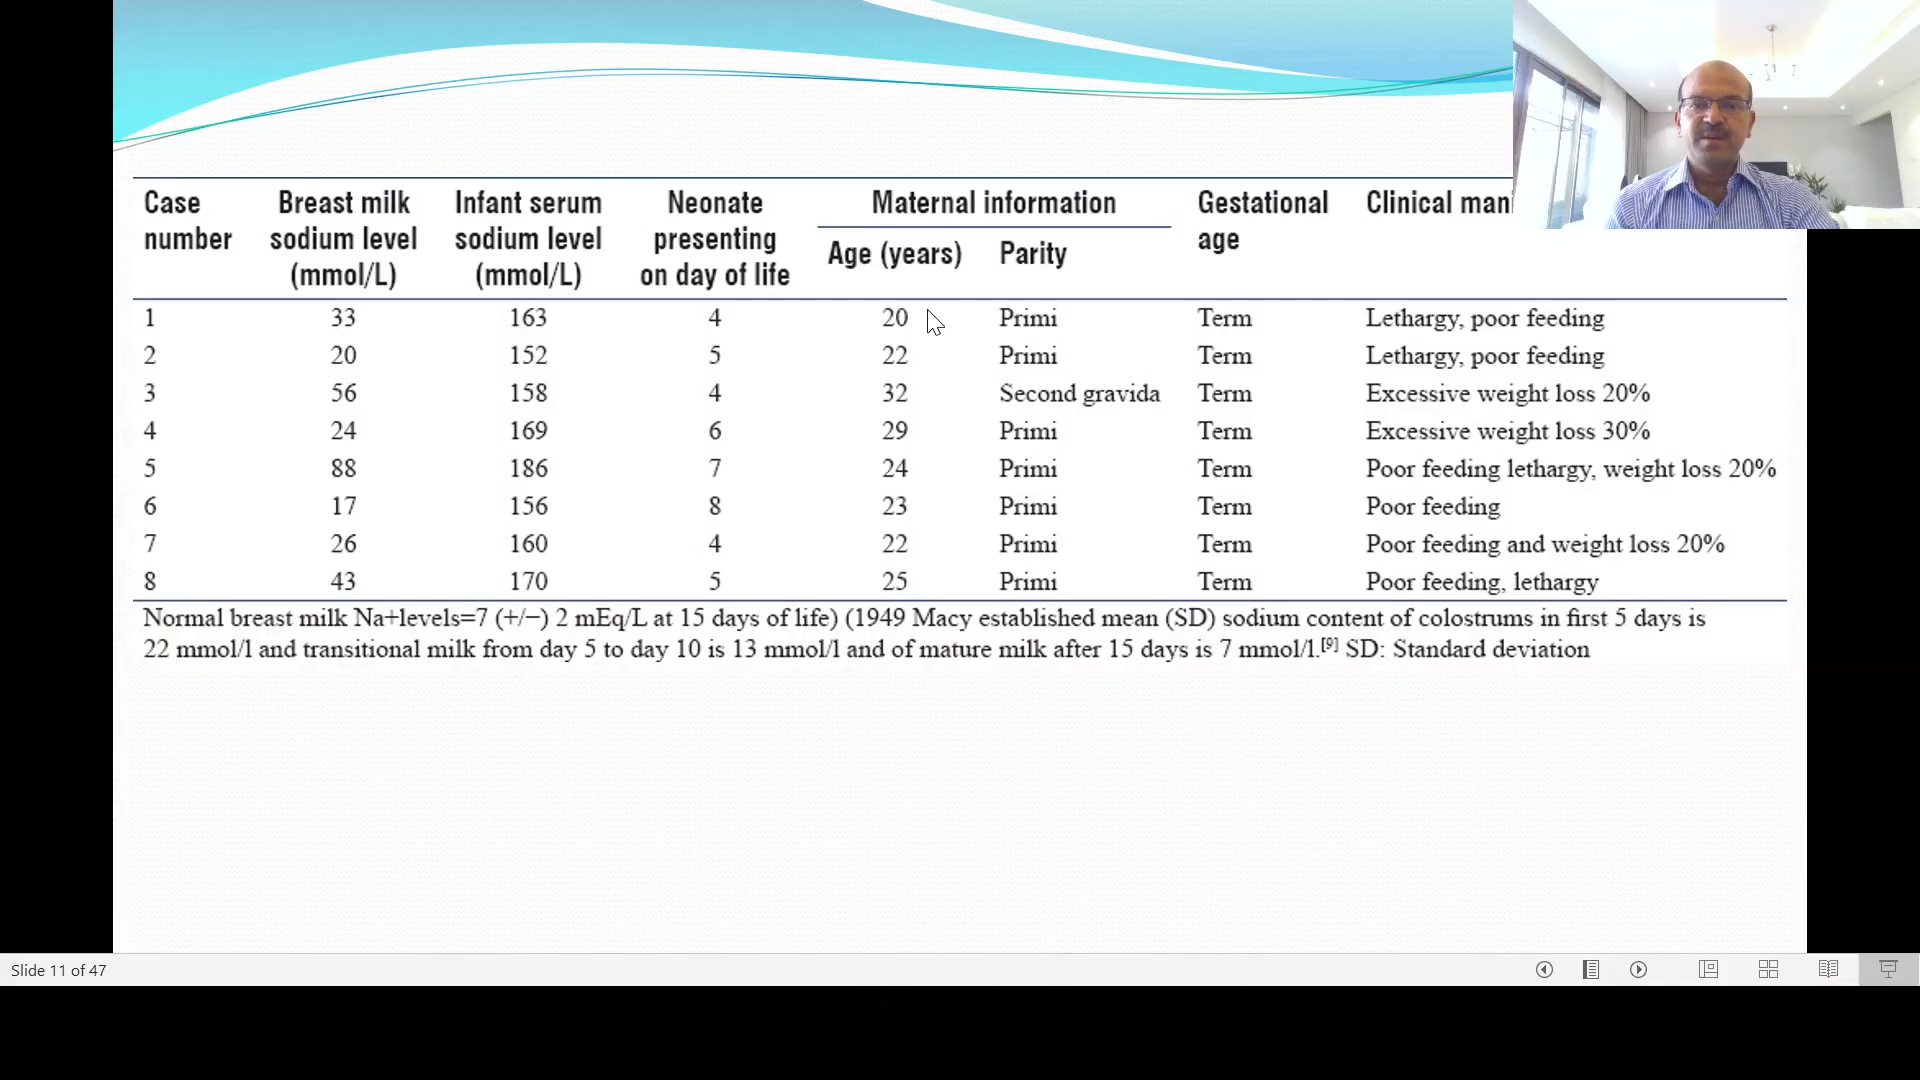 Case number Breast milk sodium level (mmol/L) Infant serum sodium level (mmol/L) Neonate presenting on day of life Maternal information Age (years) Parity Gestational age Clinical
1 33 163 4 20 Primi Term Lethargy, poor feeding
2 20 152 5 22 Primi Term Lethargy, poor feeding
3 56 158 4 32 Second gravida Term Excessive weight loss 20%
4 24 169 6 29 Primi Term Excessive weight loss 30%
5 88 186 7 24 Primi Term Poor feeding lethargy, weight loss 20%
6 17 156 8 23 Primi Term Poor feeding
7 26 160 4 22 Primi Term Poor feeding and weight loss 20%
8 43 170 5 25 Primi Term Poor feeding, lethargy
Normal breast milk Na+levels=7 (+/−) 2 mEq/L at 15 days of life) (1949 Macy established mean (SD) sodium content of colostrums in first 5 days is
22 mmol/l and transitional milk from day 5 to day 10 is 13 mmol/l and of mature milk after 15 days is 7 mmol/l.[9] SD: Standard deviation
Slide 11 of 47